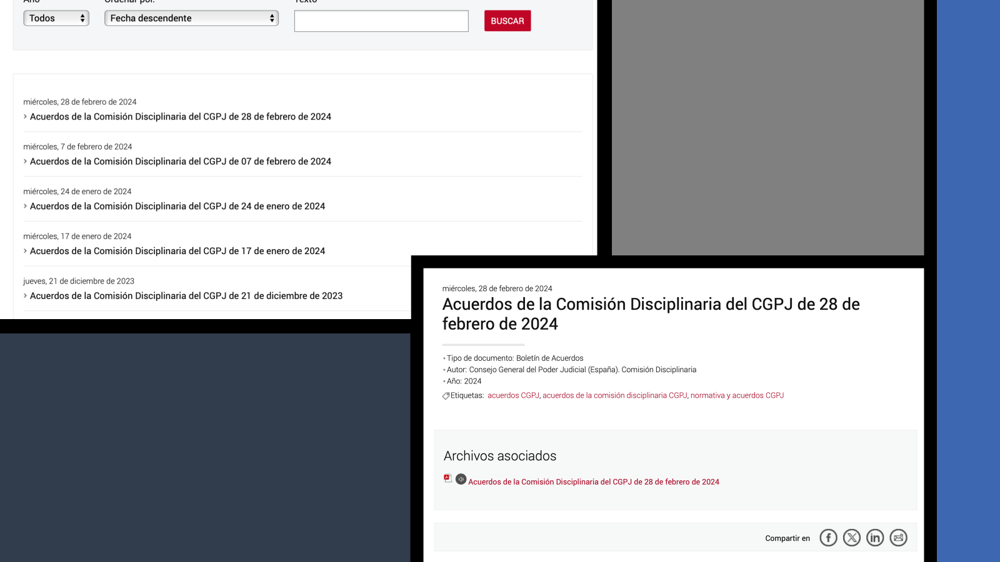 Año Ordenar por: Texto
Todos Fecha descendente BUSCAR
miércoles, 28 de febrero de 2024
Acuerdos de la Comisión Disciplinaria del CGPJ de 28 de febrero de 2024
miércoles, 7 de febrero de 2024
Acuerdos de la Comisión Disciplinaria del CGPJ de 07 de febrero de 2024
miércoles, 24 de enero de 2024
Acuerdos de la Comisión Disciplinaria del CGPJ de 24 de enero de 2024
miércoles, 17 de enero de 2024
Acuerdos de la Comisión Disciplinaria del CGPJ de 17 de enero de 2024
jueves, 21 de diciembre de 2023
Acuerdos de la Comisión Disciplinaria del CGPJ de 21 de diciembre de 2023
miércoles, 28 de febrero de 2024
Acuerdos de la Comisión Disciplinaria del CGPJ de 28 de
febrero de 2024
Tipo de documento: Boletín de Acuerdos
Autor: Consejo General del Poder Judicial (España). Comisión Disciplinaria
Año: 2024
Etiquetas: acuerdos CGPJ, acuerdos de la comisión disciplinaria CGPJ, normativa y acuerdos CGPJ
Archivos asociados
Acuerdos de la Comisión Disciplinaria del CGPJ de 28 de febrero de 2024
Compartir en